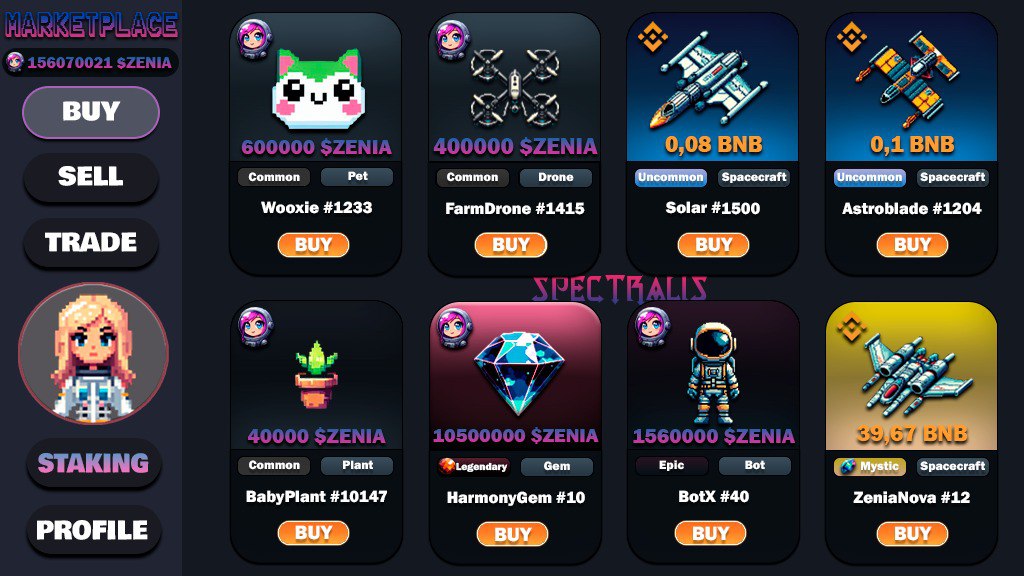 MARKETPLACE
156070021 $ZENIA
BUY
SELL
TRADE
STAKING
PROFILE
600000 $ZENIA
Common Pet
Wooxie #1233
BUY
400000 $ZENIA
Common Drone
FarmDrone #1415
BUY
0,08 BNB
Uncommon Spacecraft
Solar #1500
BUY
0,1 BNB
Uncommon Spacecraft
Astroblade #1204
BUY
SPECTRALIS
40000 $ZENIA
Common Plant
BabyPlant #10147
BUY
10500000 $ZENIA
Legendary Gem
HarmonyGem #10
BUY
1560000 $ZENIA
Epic Bot
BotX #40
BUY
39,67 BNB
Mystic Spacecraft
ZeniaNova #12
BUY